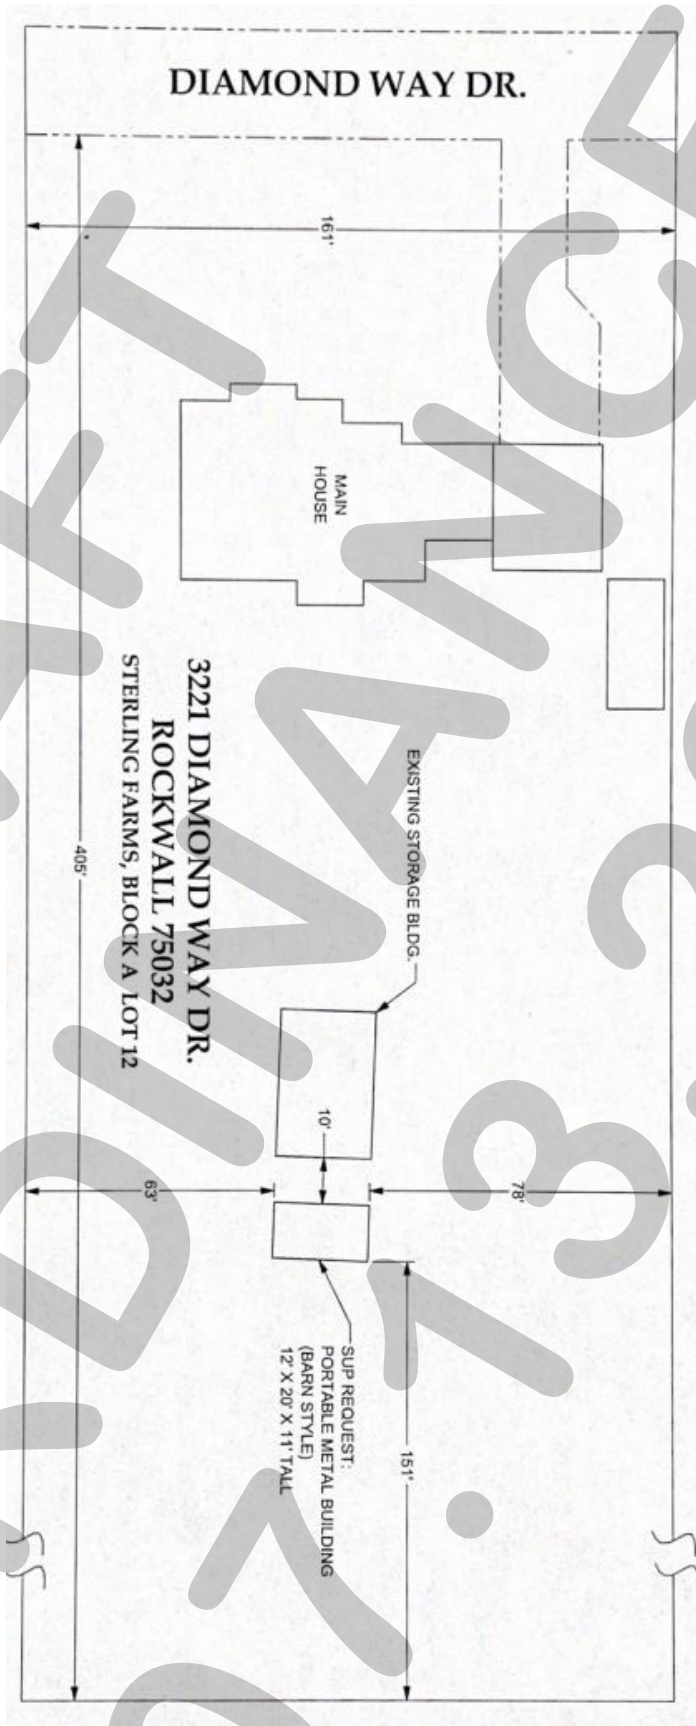 DIAMOND WAY DR.
161'
MAIN
HOUSE
3221 DIAMOND WAY DR.
ROCKWALL 75032
STERLING FARMS, BLOCK A LOT 12
EXISTING STORAGE BLDG.
405'
10'
63'
78'
SUP REQUEST:
PORTABLE METAL BUILDING
(BARN STYLE)
12' X 20' X 11' TALL
151'